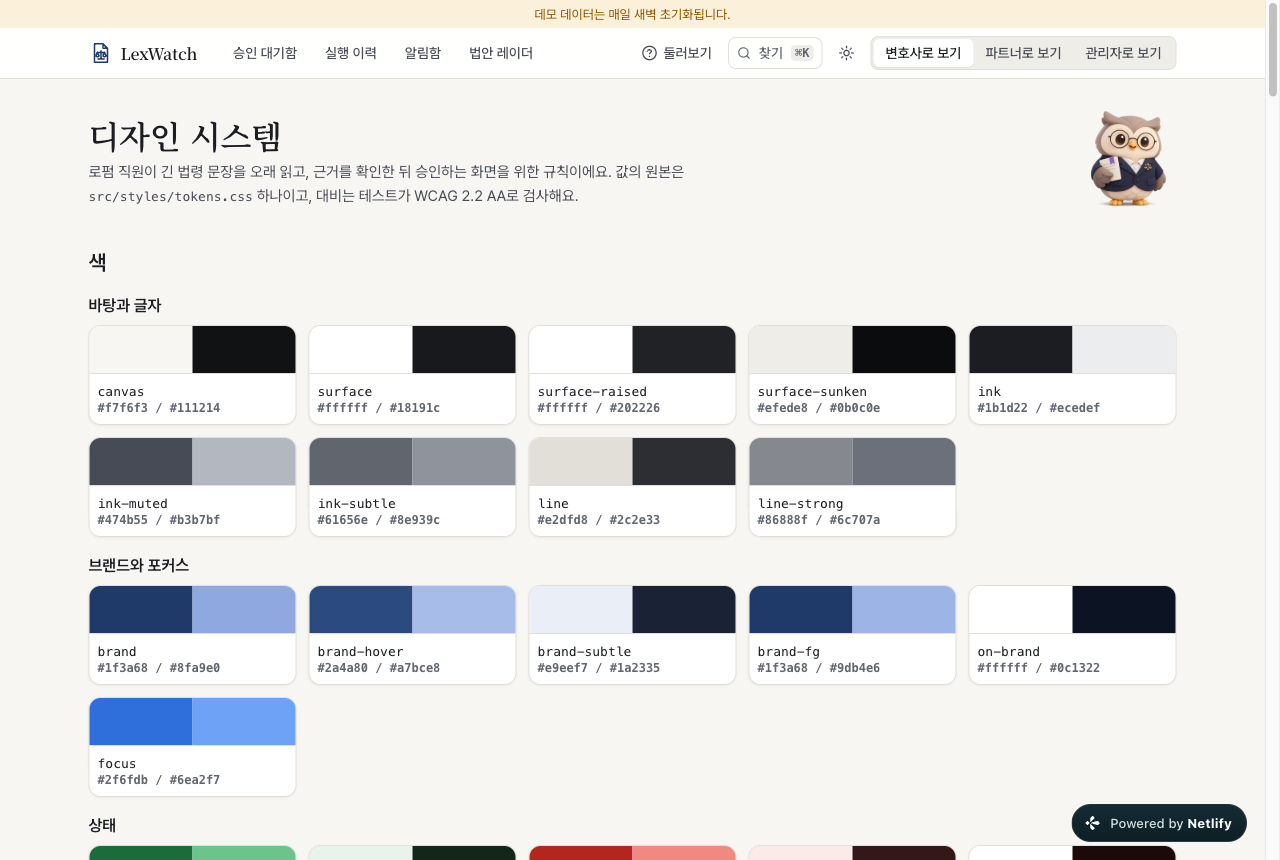 데모 데이터는 매일 새벽 초기화됩니다.
LexWatch
승인 대기함
실행 이력
알림함
법안 레이더
둘러보기
찾기 ⌘K
변호사로 보기
파트너로 보기
관리자로 보기
디자인 시스템
로펌 직원이 긴 법령 문장을 오래 읽고, 근거를 확인한 뒤 승인하는 화면을 위한 규칙이에요. 값의 원본은
src/styles/tokens.css 하나이고, 대비는 테스트가 WCAG 2.2 AA로 검사해요.
색
바탕과 글자
canvas
#f7f6f3 / #111214
surface
#ffffff / #18191c
surface-raised
#ffffff / #202226
surface-sunken
#efede8 / #0b0c0e
ink
#1b1d22 / #ecedef
ink-muted
#474b55 / #b3b7bf
ink-subtle
#61656e / #8e939c
line
#e2dfd8 / #2c2e33
line-strong
#86888f / #6c707a
브랜드와 포커스
brand
#1f3a68 / #8fa9e0
brand-hover
#2a4a80 / #a7bce8
brand-subtle
#e9eef7 / #1a2335
brand-fg
#1f3a68 / #9db4e6
on-brand
#ffffff / #0c1322
focus
#2f6fdb / #6ea2f7
상태
Powered by Netlify